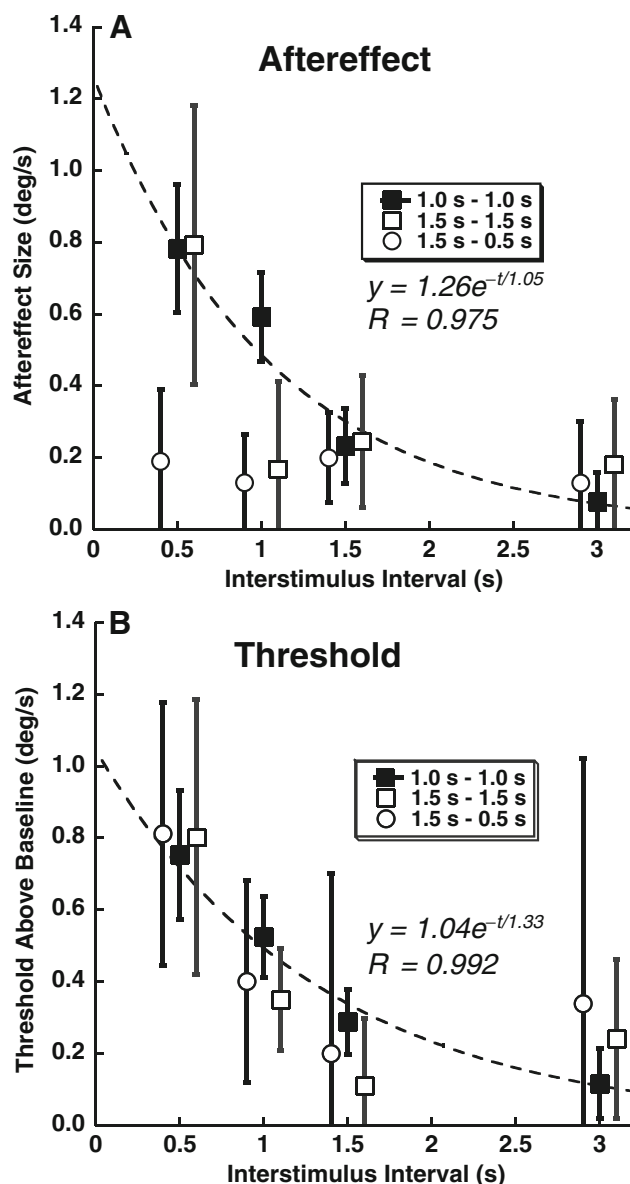 A
Aftereffect
1.4
1.2
1.0
0.8
0.6
0.4
0.2
0.0
Aftereffect Size (deg/s)
1.0 s - 1.0 s
1.5 s - 1.5 s
1.5 s - 0.5 s
y = 1.26e^{–t/1.05}
R = 0.975
0 0.5 1 1.5 2 2.5 3
Interstimulus Interval (s)
B
Threshold
1.4
1.2
1.0
0.8
0.6
0.4
0.2
0.0
Threshold Above Baseline (deg/s)
1.0 s - 1.0 s
1.5 s - 1.5 s
1.5 s - 0.5 s
y = 1.04e^{–t/1.33}
R = 0.992
0 0.5 1 1.5 2 2.5 3
Interstimulus Interval (s)